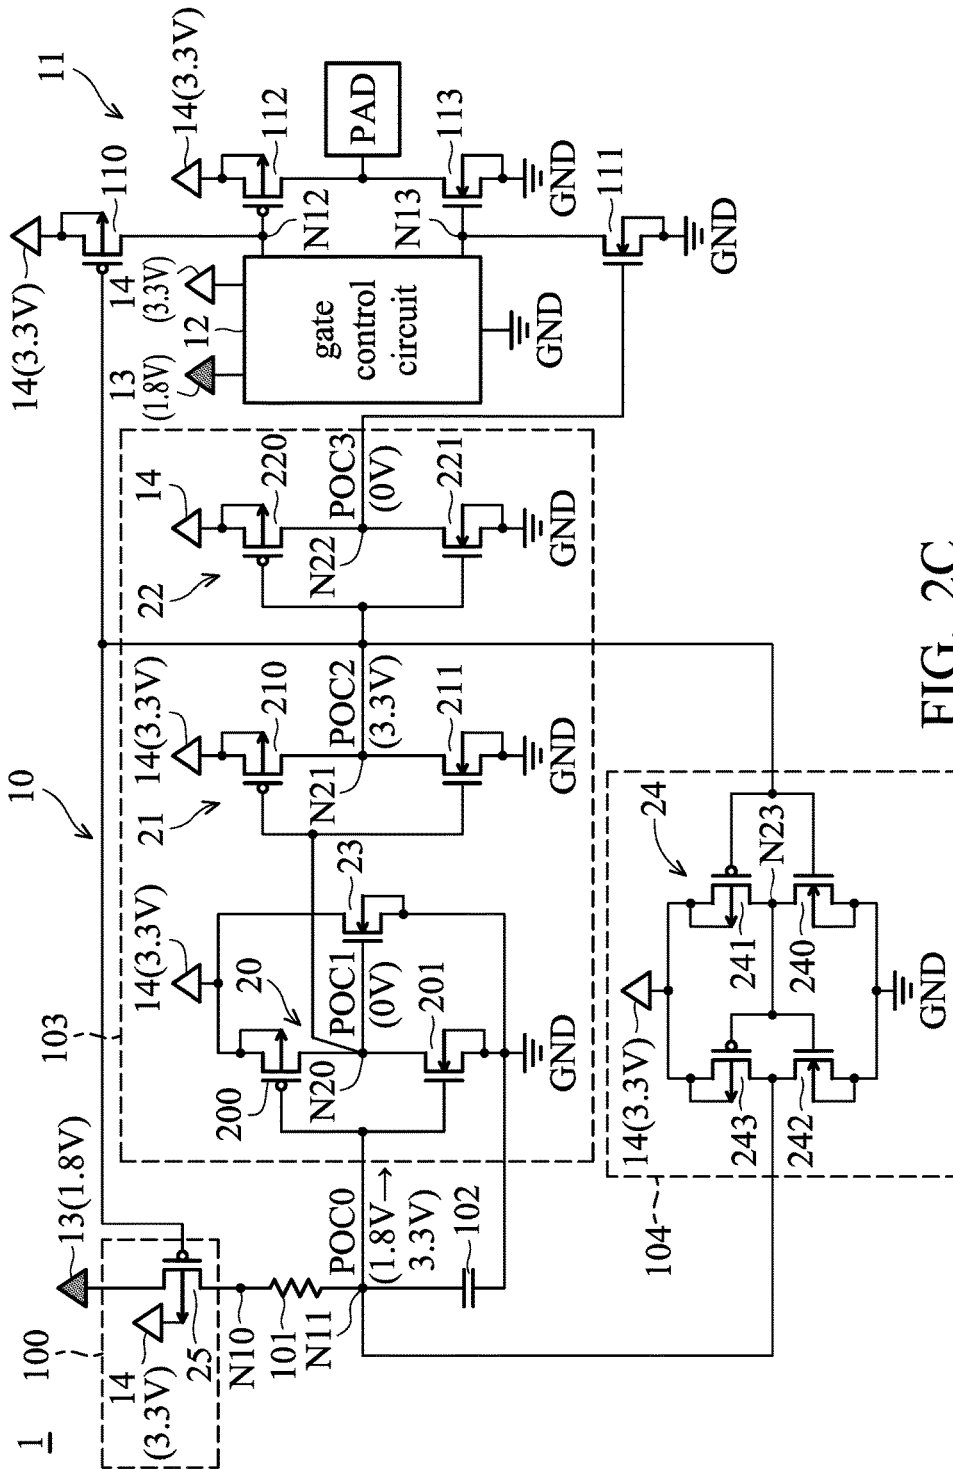 1
10
11
100
13(1.8V)
14
(3.3V)
25
N10
101
N11
POC0
(1.8V→
3.3V)
102
103
14(3.3V)
20
200
N20
POC1
(0V)
201
23
GND
14(3.3V)
21
210
N21
POC2
(3.3V)
211
GND
14
22
220
N22
POC3
(0V)
221
GND
13
(1.8V)
12
14
(3.3V)
gate
control
circuit
GND
14(3.3V)
110
14(3.3V)
112
N12
PAD
N13
113
GND
111
GND
104
14(3.3V)
24
243
241
N23
242
240
GND
FIG. 2C